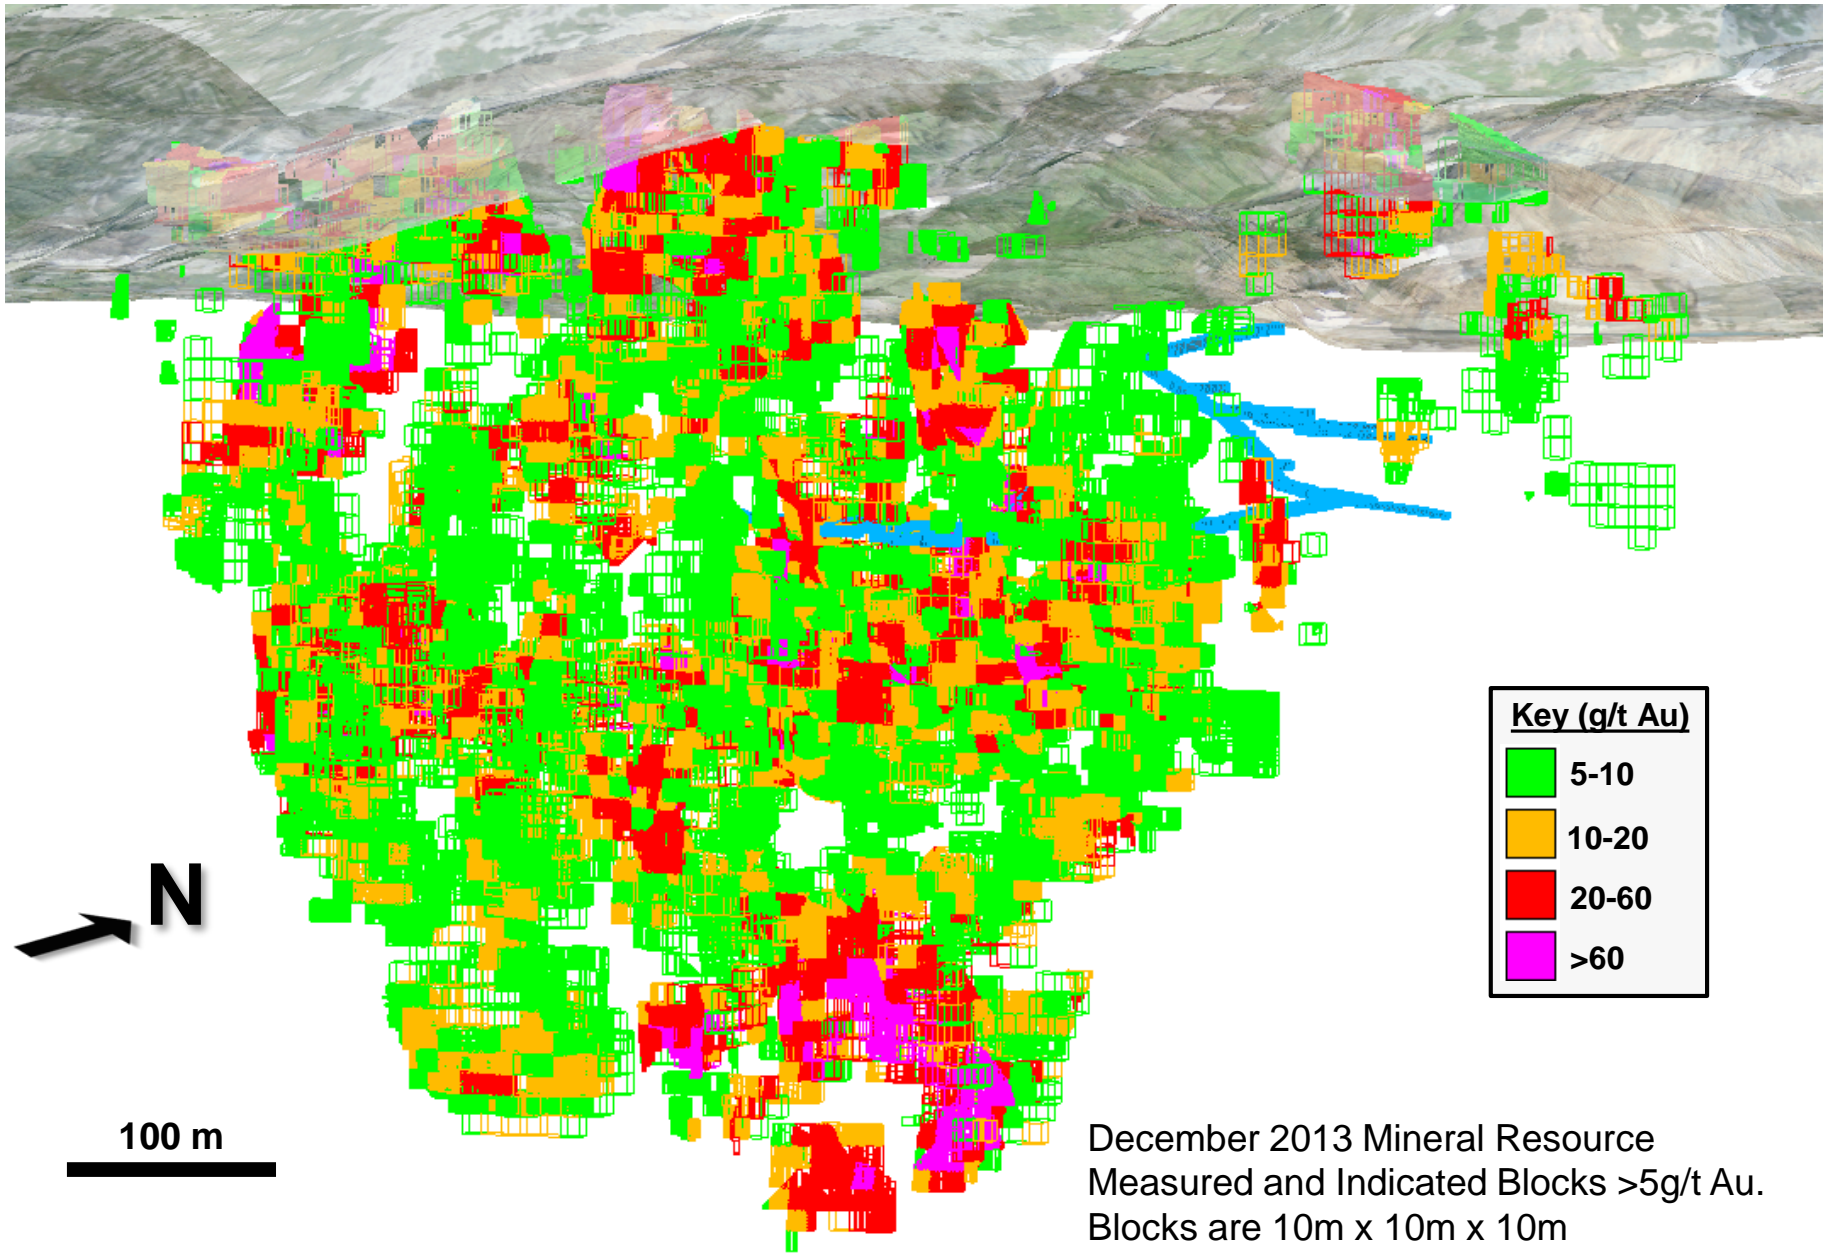 Key (g/t Au)
5-10
10-20
20-60
>60
N
100 m
December 2013 Mineral Resource
Measured and Indicated Blocks >5g/t Au.
Blocks are 10m x 10m x 10m